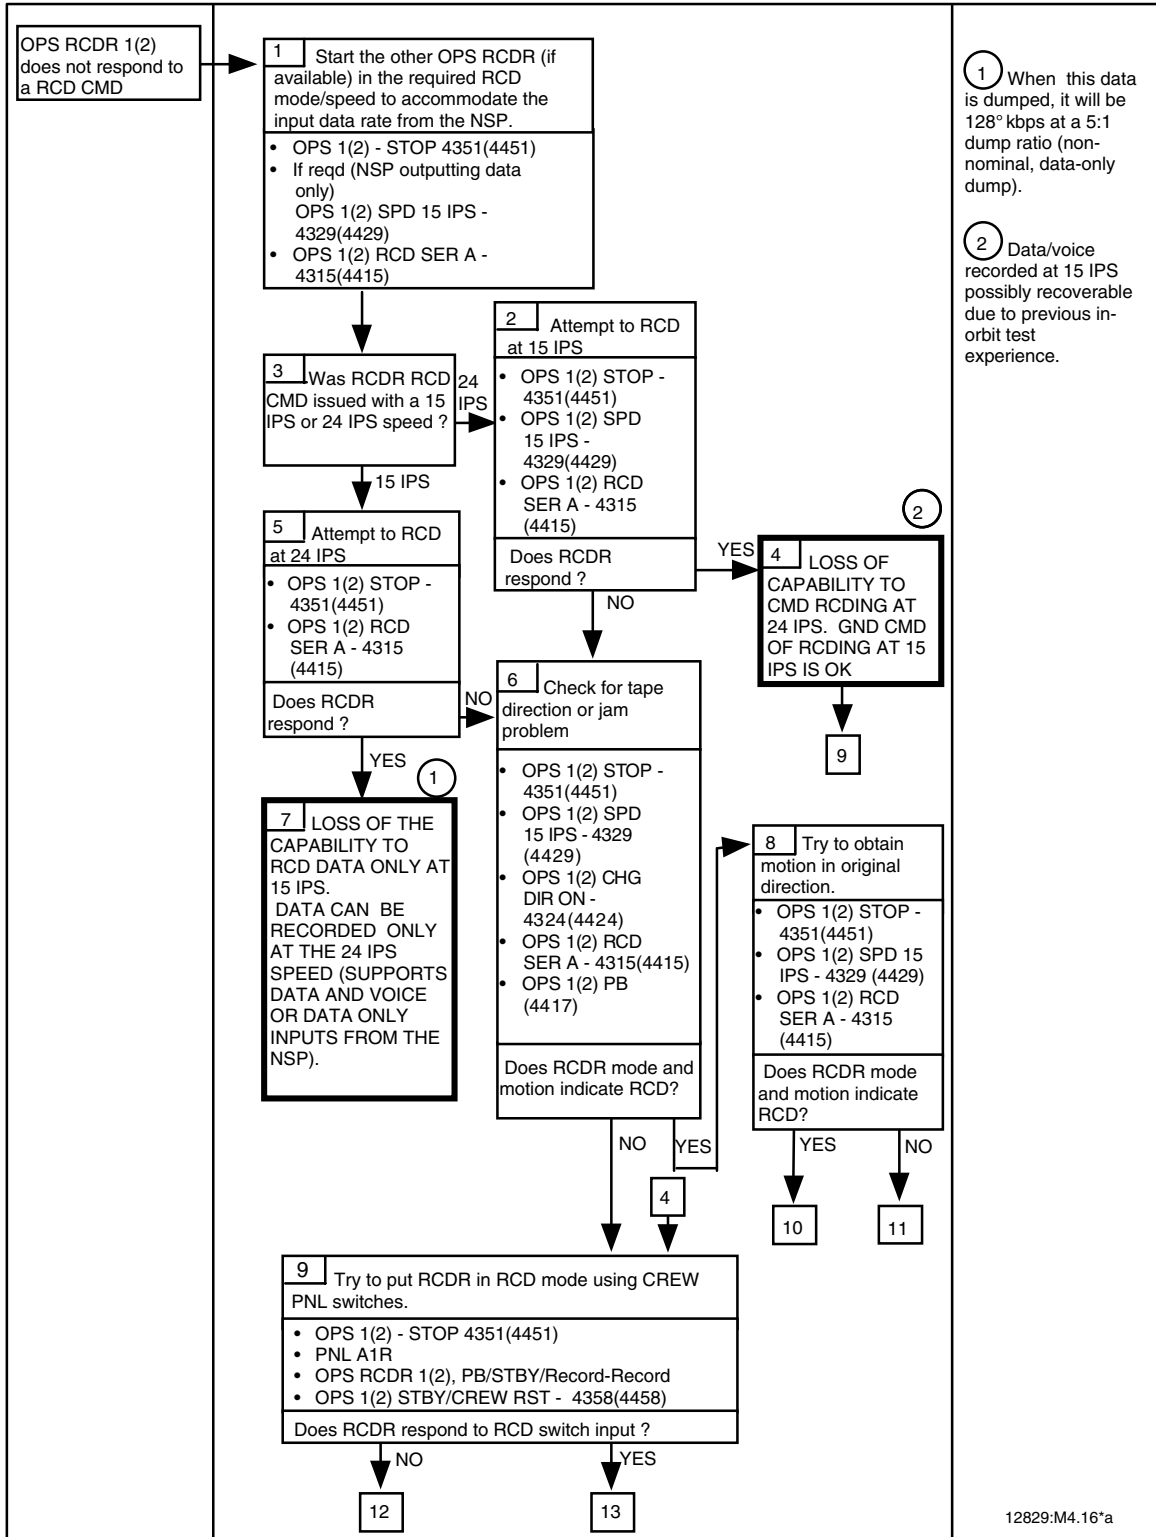 OPS RCDR 1(2)
does not respond to
a RCD CMD
1 Start the other OPS RCDR (if
available) in the required RCD
mode/speed to accommodate the
input data rate from the NSP.
• OPS 1(2) - STOP 4351(4451)
• If reqd (NSP outputting data
only)
OPS 1(2) SPD 15 IPS -
4329(4429)
• OPS 1(2) RCD SER A -
4315(4415)
3 Was RCDR RCD
CMD issued with a 15
IPS or 24 IPS speed ?
24
IPS
15 IPS
2 Attempt to RCD
at 15 IPS
• OPS 1(2) STOP -
4351(4451)
• OPS 1(2) SPD
15 IPS -
4329(4429)
• OPS 1(2) RCD
SER A - 4315
(4415)
Does RCDR
respond ?
YES
NO
2
4 LOSS OF
CAPABILITY TO
CMD RCDING AT
24 IPS. GND CMD
OF RCDING AT 15
IPS IS OK
9
5 Attempt to RCD
at 24 IPS
• OPS 1(2) STOP -
4351(4451)
• OPS 1(2) RCD
SER A - 4315
(4415)
Does RCDR
respond ?
NO
YES
1
7 LOSS OF THE
CAPABILITY TO
RCD DATA ONLY AT
15 IPS.
DATA CAN BE
RECORDED ONLY
AT THE 24 IPS
SPEED (SUPPORTS
DATA AND VOICE
OR DATA ONLY
INPUTS FROM THE
NSP).
6 Check for tape
direction or jam
problem
• OPS 1(2) STOP -
4351(4451)
• OPS 1(2) SPD
15 IPS - 4329
(4429)
• OPS 1(2) CHG
DIR ON -
4324(4424)
• OPS 1(2) RCD
SER A - 4315(4415)
• OPS 1(2) PB
(4417)
Does RCDR mode and
motion indicate RCD?
NO
YES
4
8 Try to obtain
motion in original
direction.
• OPS 1(2) STOP -
4351(4451)
• OPS 1(2) SPD 15
IPS - 4329 (4429)
• OPS 1(2) RCD
SER A - 4315
(4415)
Does RCDR mode
and motion indicate
RCD?
YES
NO
10
11
9 Try to put RCDR in RCD mode using CREW
PNL switches.
• OPS 1(2) - STOP 4351(4451)
• PNL A1R
• OPS RCDR 1(2), PB/STBY/Record-Record
• OPS 1(2) STBY/CREW RST - 4358(4458)
Does RCDR respond to RCD switch input ?
NO
YES
12
13
1 When this data
is dumped, it will be
128° kbps at a 5:1
dump ratio (non-
nominal, data-only
dump).
2 Data/voice
recorded at 15 IPS
possibly recoverable
due to previous in-
orbit test
experience.
12829:M4.16*a